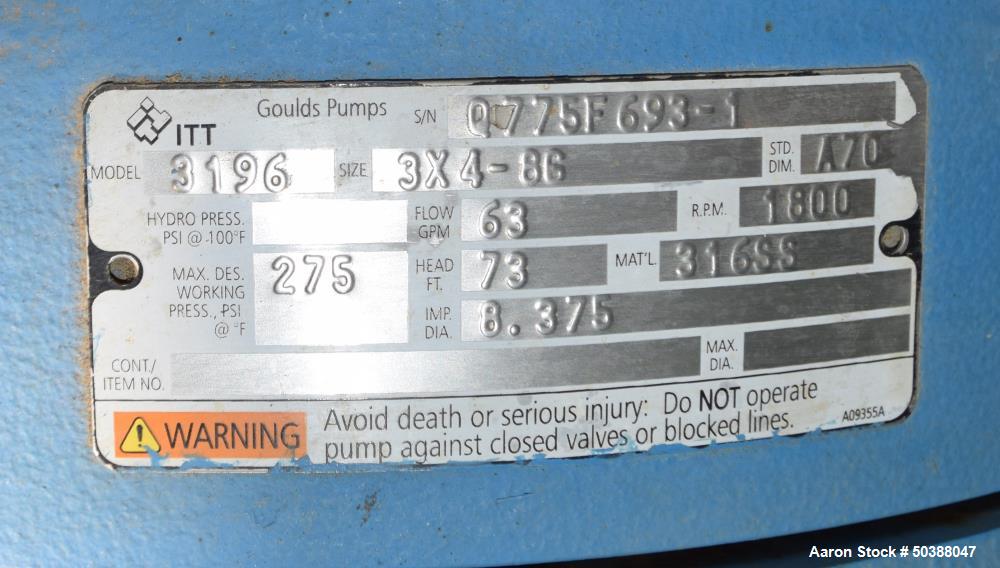 ITT Goulds Pumps S/N Q775F693-1
MODEL 3196 SIZE 3X4-8G STD. DIM. A70
HYDRO PRESS. PSI @ -100°F FLOW GPM 63 R.P.M. 1800
MAX. DES. WORKING PRESS., PSI @ °F 275 HEAD FT. 73 MAT'L. 316SS
IMP. DIA. 8.375
CONT./ ITEM NO. MAX. DIA.
WARNING Avoid death or serious injury: Do NOT operate
pump against closed valves or blocked lines. A09355A
Aaron Stock # 50388047